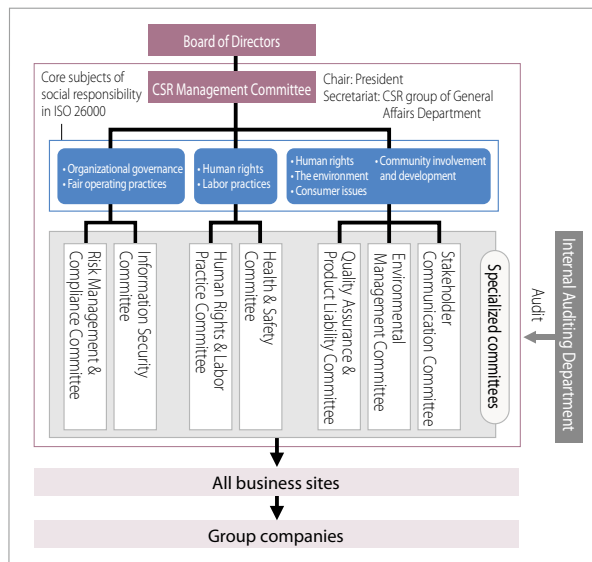 Board of Directors
Core subjects of
social responsibility
in ISO 26000
CSR Management Committee
Chair: President
Secretariat: CSR group of General
Affairs Department
• Organizational governance
• Fair operating practices
• Human rights
• Labor practices
• Human rights
• The environment
• Consumer issues
• Community involvement
and development
Risk Management &
Compliance Committee
Information Security
Committee
Human Rights & Labor
Practice Committee
Health & Safety
Committee
Quality Assurance &
Product Liability Committee
Environmental
Management Committee
Stakeholder
Communication Committee
Specialized committees
Audit
Internal Auditing Department
All business sites
Group companies